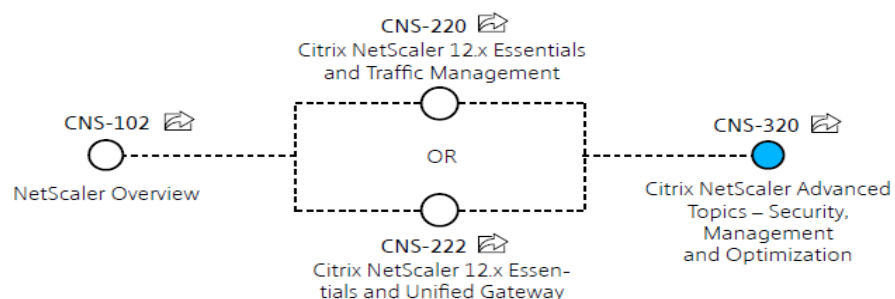 CNS-220
Citrix NetScaler 12.x Essentials
and Traffic Management
CNS-102
NetScaler Overview
OR
CNS-320
Citrix NetScaler Advanced
Topics – Security,
Management
and Optimization
CNS-222
Citrix NetScaler 12.x Essen-
tials and Unified Gateway